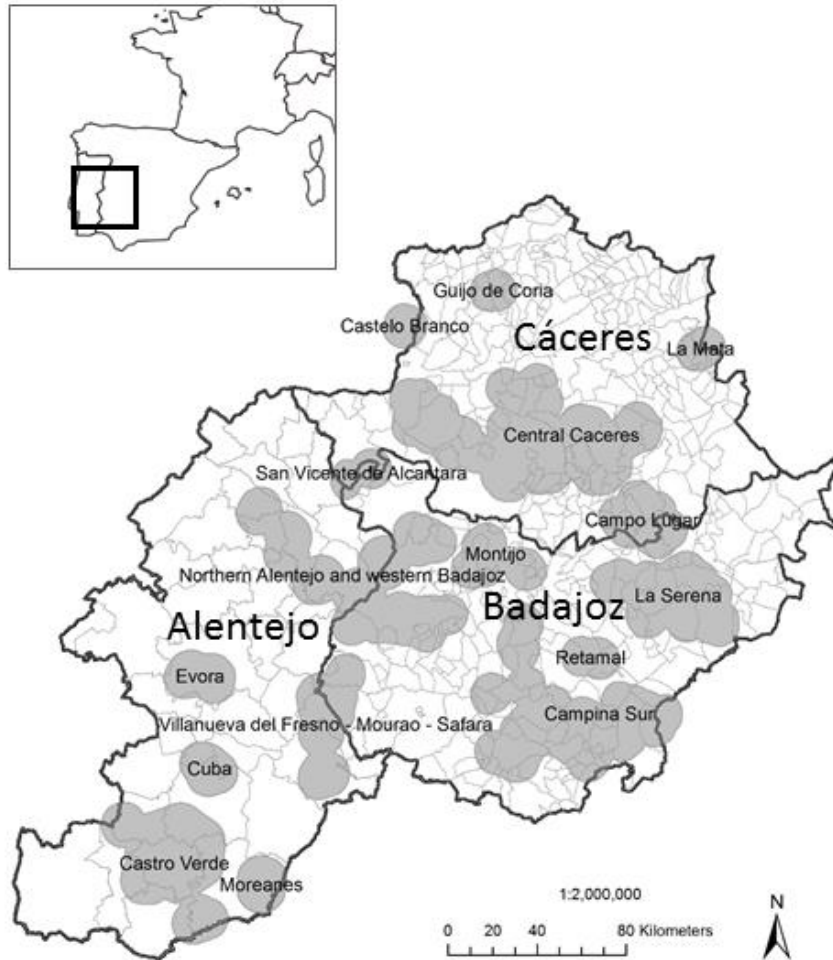 Guijo de Coria
Castelo Branco
Cáceres
La Mata
Central Caceres
San Vicente de Alcantara
Campo Lugar
Montijo
Northern Alentejo and western Badajoz
La Serena
Badajoz
Alentejo
Retamal
Evora
Campina Sur
Villanueva del Fresno - Mourao - Safara
Cuba
Castro Verde
Moreanes
1:2,000,000
N
0 20 40 80 Kilometers